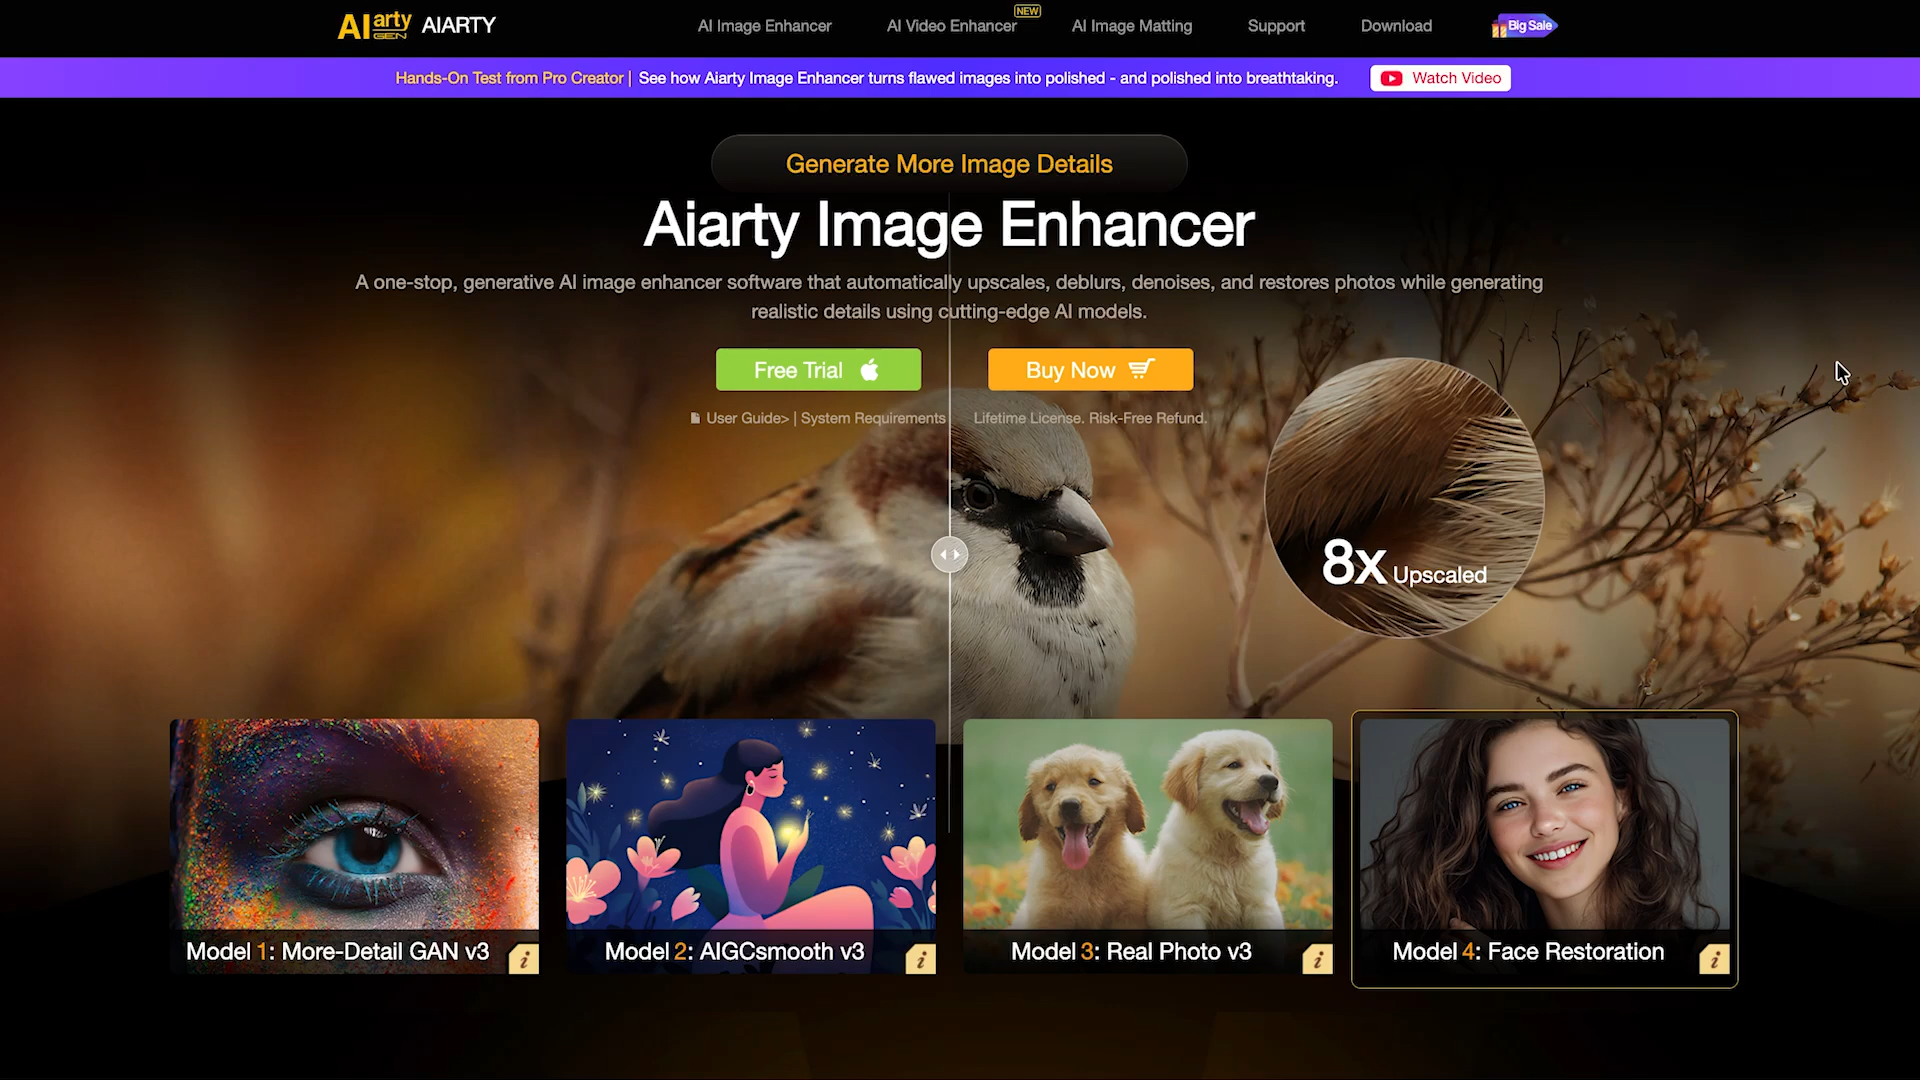 AI arty GEN AIARTY
AI Image Enhancer
AI Video Enhancer NEW
AI Image Matting
Support
Download
Big Sale
Hands-On Test from Pro Creator | See how Aiarty Image Enhancer turns flawed images into polished - and polished into breathtaking.
Watch Video
Generate More Image Details
Aiarty Image Enhancer
A one-stop, generative AI image enhancer software that automatically upscales, deblurs, denoises, and restores photos while generating
realistic details using cutting-edge AI models.
Free Trial
Buy Now
User Guide> | System Requirements
Lifetime License. Risk-Free Refund.
8x Upscaled
Model 1: More-Detail GAN v3
i
Model 2: AIGCsmooth v3
i
Model 3: Real Photo v3
i
Model 4: Face Restoration
i